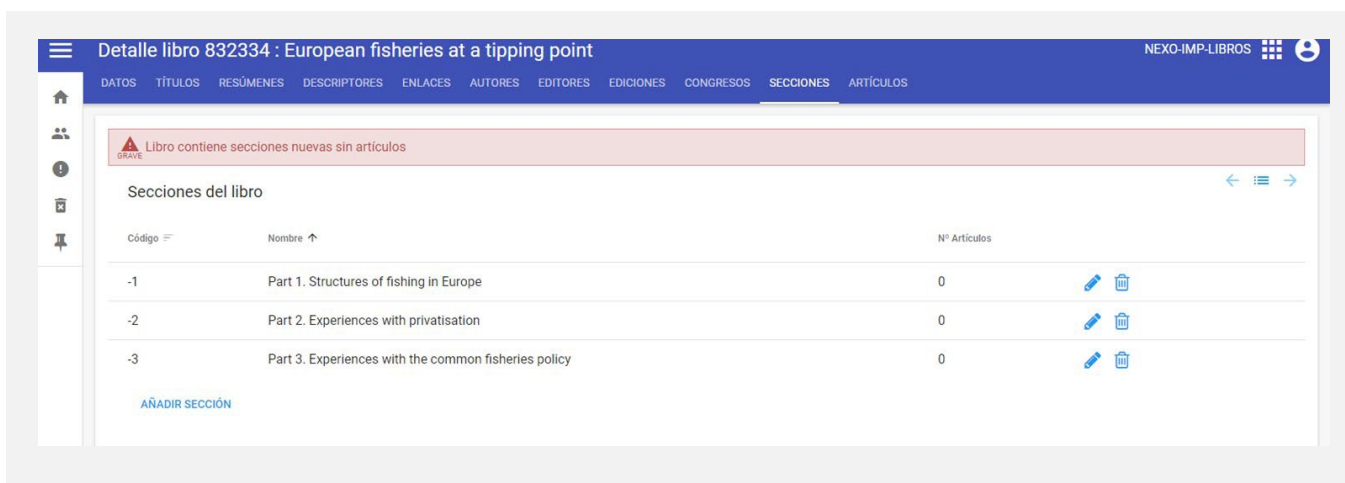 Detalle libro 832334 : European fisheries at a tipping point
NEXO-IMP-LIBROS
DATOS TÍTULOS RESÚMENES DESCRIPTORES ENLACES AUTORES EDITORES EDICIONES CONGRESOS SECCIONES ARTÍCULOS
GRAVE Libro contiene secciones nuevas sin artículos
Secciones del libro
Código Nombre Nº Artículos
-1 Part 1. Structures of fishing in Europe 0
-2 Part 2. Experiences with privatisation 0
-3 Part 3. Experiences with the common fisheries policy 0
AÑADIR SECCIÓN